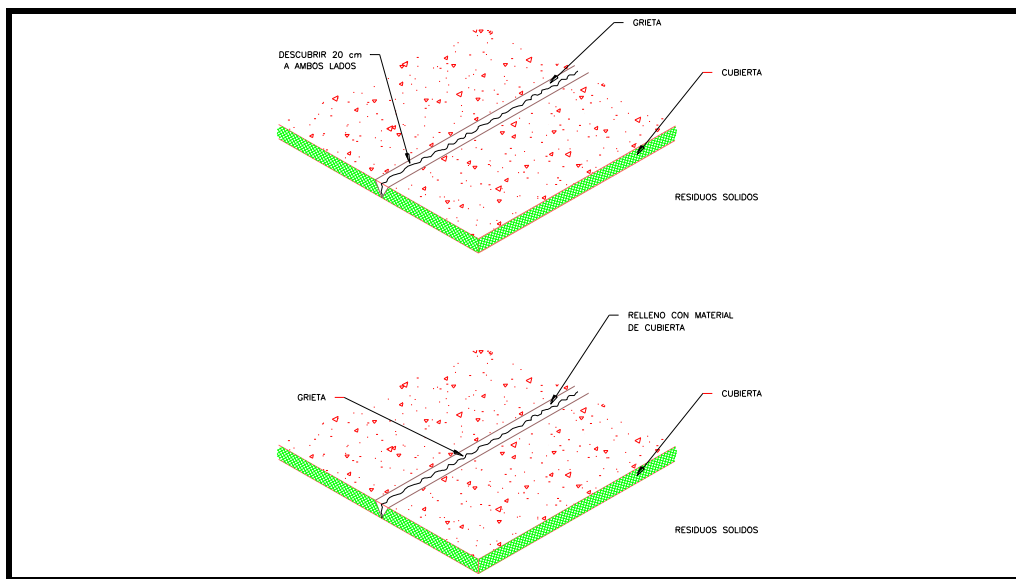 GRIETA
DESCUBRIR 20 cm
A AMBOS LADOS
CUBIERTA
RESIDUOS SOLIDOS
RELLENO CON MATERIAL
DE CUBIERTA
GRIETA
CUBIERTA
RESIDUOS SOLIDOS